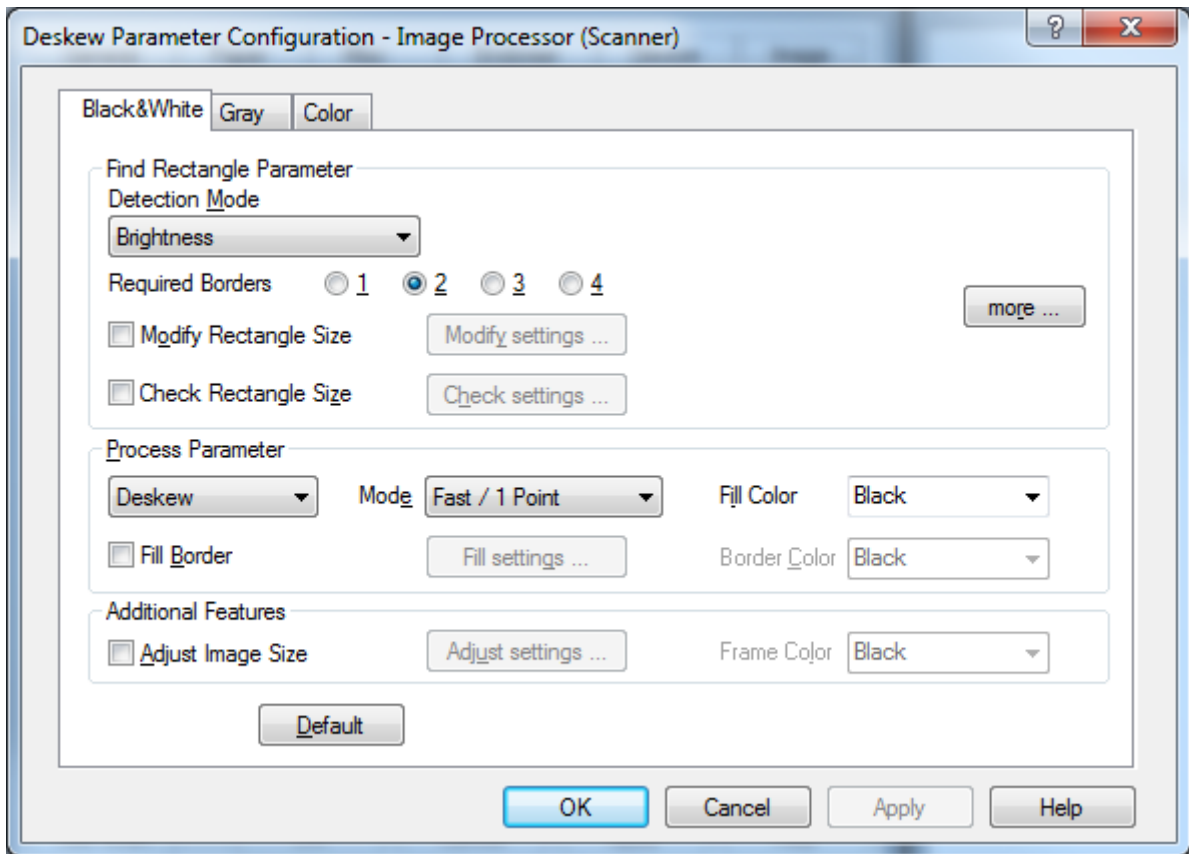 Deskew Parameter Configuration - Image Processor (Scanner)
Black&White Gray Color
Find Rectangle Parameter
Detection Mode
Brightness
Required Borders 1 2 3 4
more ...
Modify Rectangle Size Modify settings ...
Check Rectangle Size Check settings ...
Process Parameter
Deskew Mode Fast / 1 Point Fill Color Black
Fill Border Fill settings ... Border Color Black
Additional Features
Adjust Image Size Adjust settings ... Frame Color Black
Default
OK Cancel Apply Help